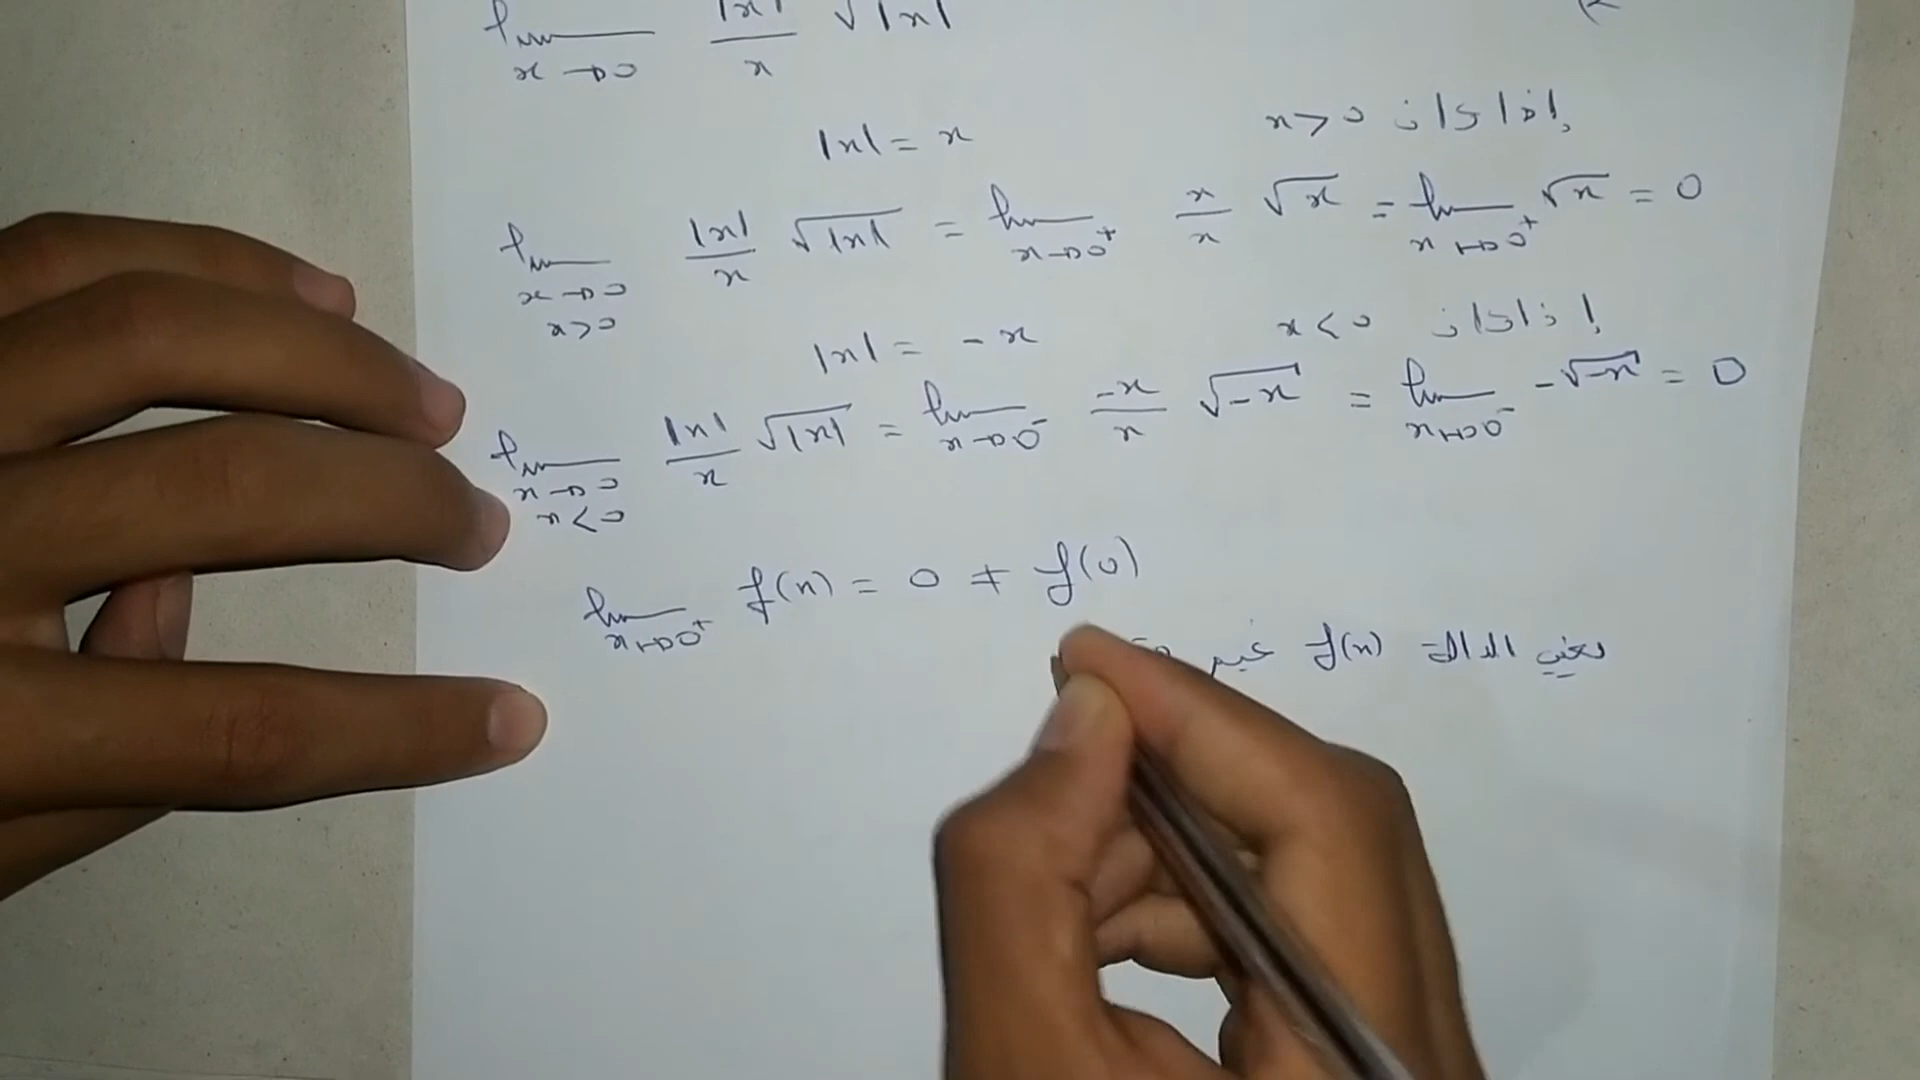 lim x→0 |x|/x √|x|
|x| = x إذا كان x > 0
lim x→0 x>0 |x|/x √|x| = lim x→0⁺ x/x √x = lim x→0⁺ √x = 0
|x| = -x إذا كان x < 0
lim x→0 x<0 |x|/x √|x| = lim x→0⁻ -x/x √-x = lim x→0⁻ -√-x = 0
lim x→0⁺ f(x) = 0 ≠ f(0)
يعني الدالة f(x) غير